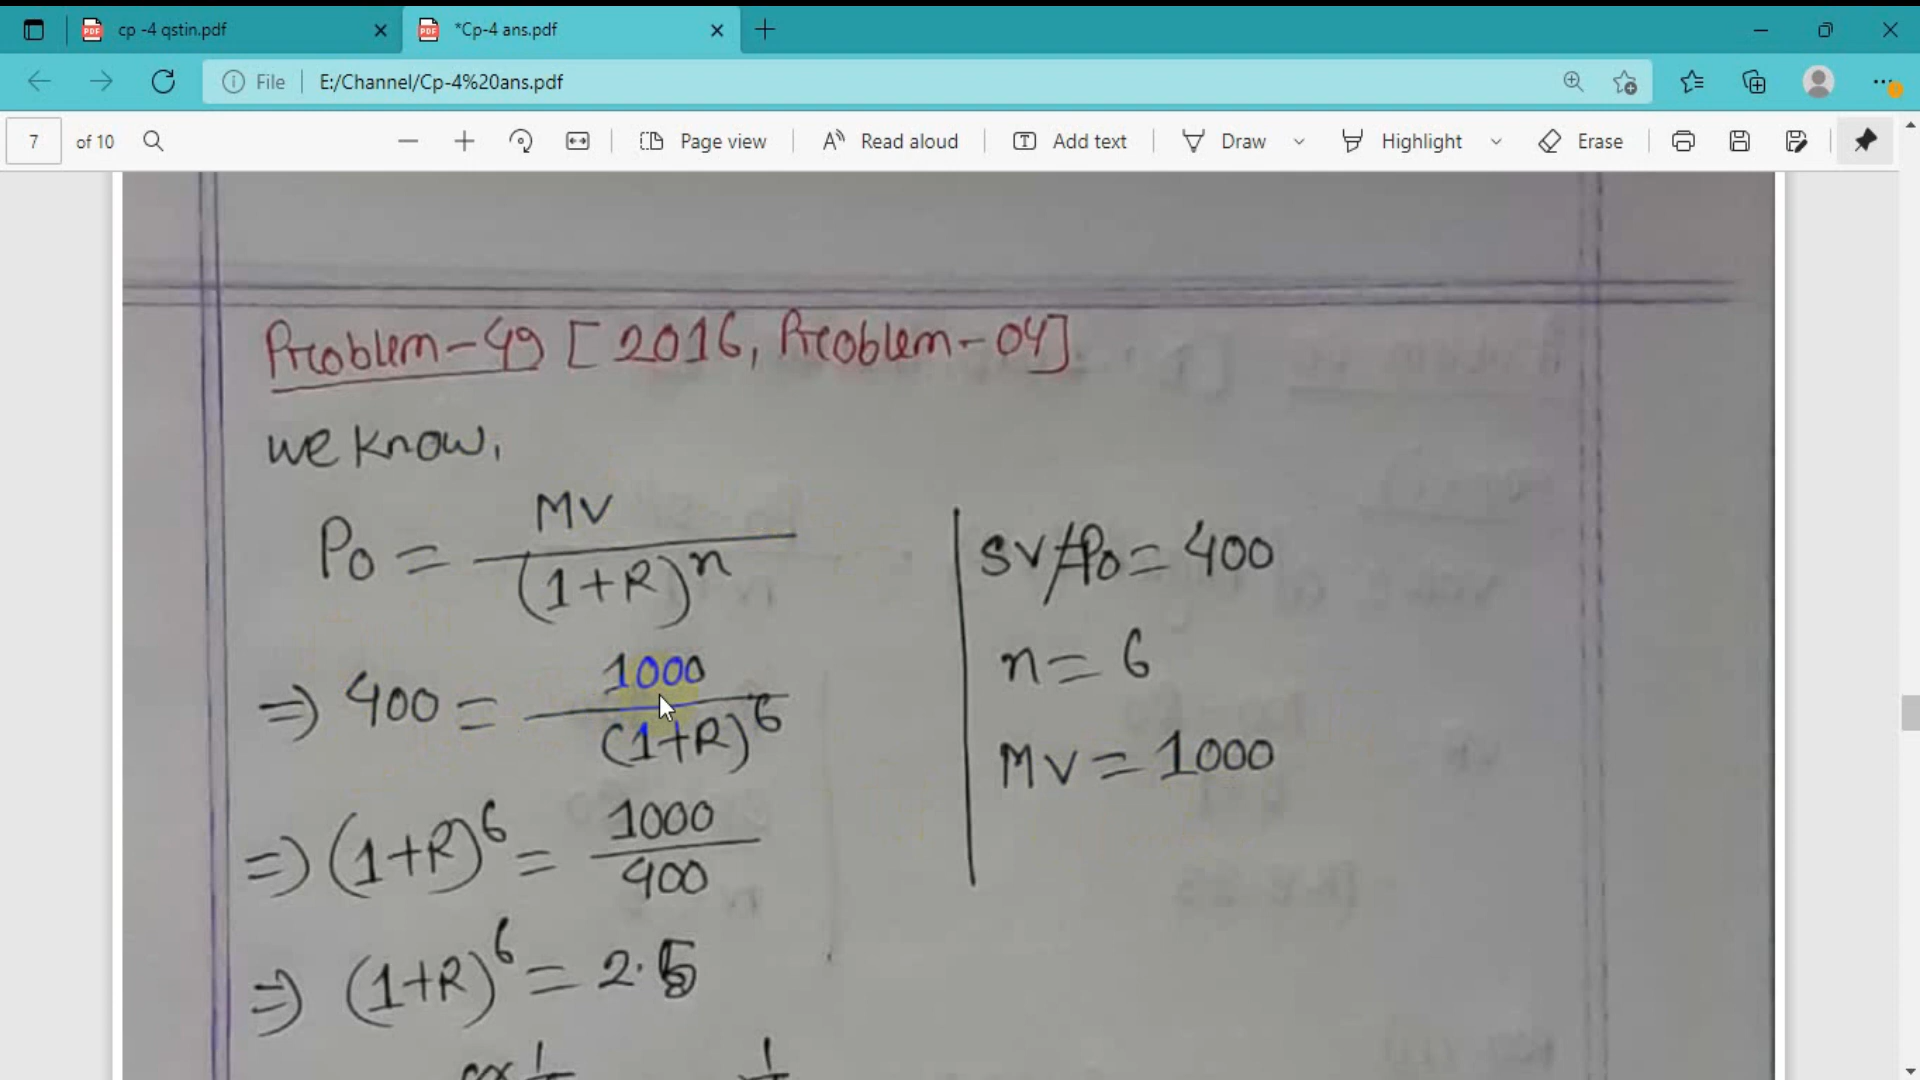 cp -4 qstin.pdf
*Cp-4 ans.pdf
File E:/Channel/Cp-4%20ans.pdf
7 of 10 Page view Read aloud Add text Draw Highlight Erase
Problem-49 [2016, Problem-04]
we know,
P0 = MV / (1+R)^n
SV/P0 = 400
n = 6
=> 400 = 1000 / (1+R)^6
MV = 1000
=> (1+R)^6 = 1000 / 400
=> (1+R)^6 = 2.5